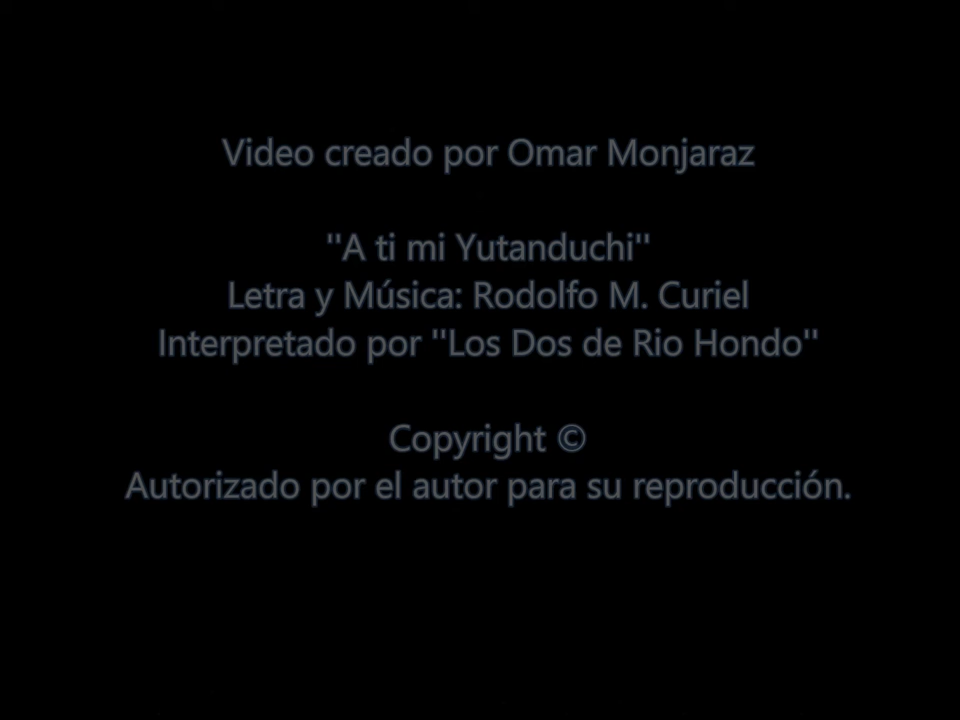 Video creado por Omar Monjaraz
"A ti mi Yutanduchi"
Letra y Música: Rodolfo M. Curiel
Interpretado por "Los Dos de Rio Hondo"
Copyright ©
Autorizado por el autor para su reproducción.